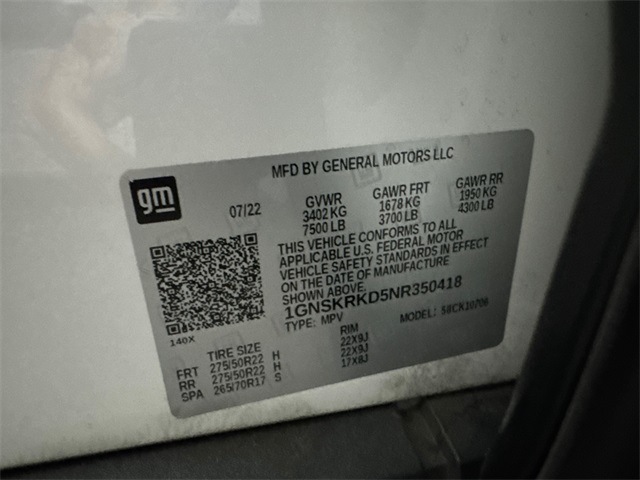 MFD BY GENERAL MOTORS LLC
gm
07/22
GVWR GAWR FRT GAWR RR
3402 KG 1678 KG 1950 KG
7500 LB 3700 LB 4300 LB
THIS VEHICLE CONFORMS TO ALL
APPLICABLE U.S. FEDERAL MOTOR
VEHICLE SAFETY STANDARDS IN EFFECT
ON THE DATE OF MANUFACTURE
SHOWN ABOVE.
1GNSKRKD5NR350418
TYPE: MPV MODEL: S8CK10706
140X
TIRE SIZE RIM
FRT 275/50R22 H 22X9J
RR 275/50R22 H 22X9J
SPA 265/70R17 S 17X8J